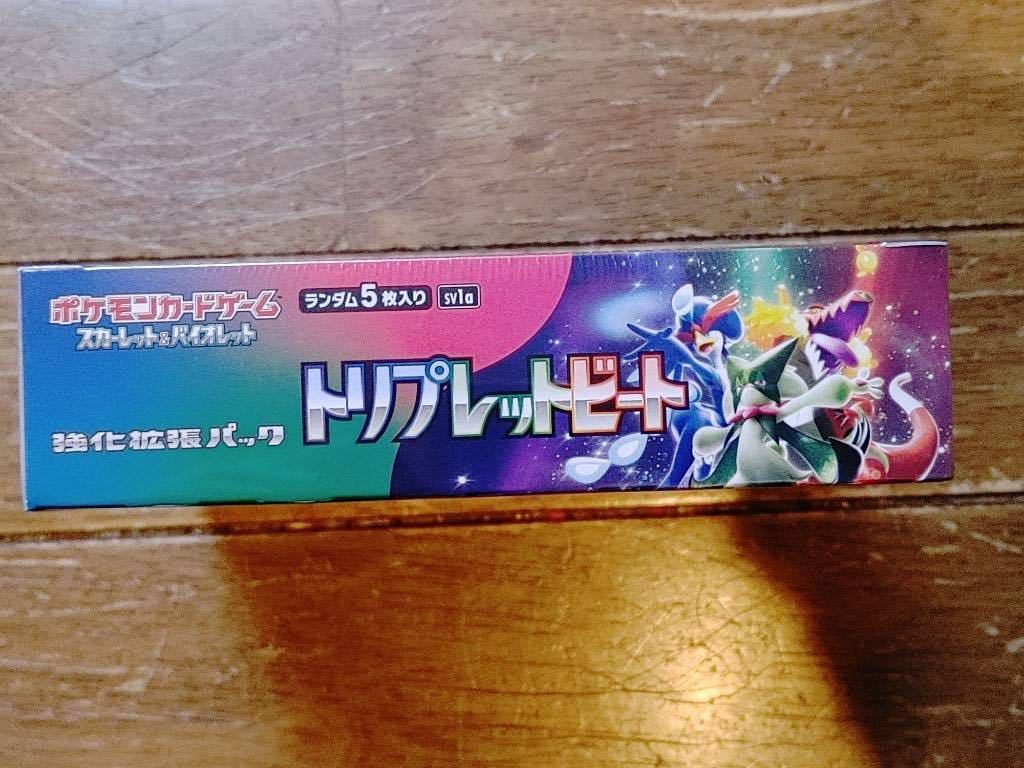 ポケモンカードゲーム
スカーレット&バイオレット
ランダム5枚入り
sv1a
トリプレットビート
強化拡張パック